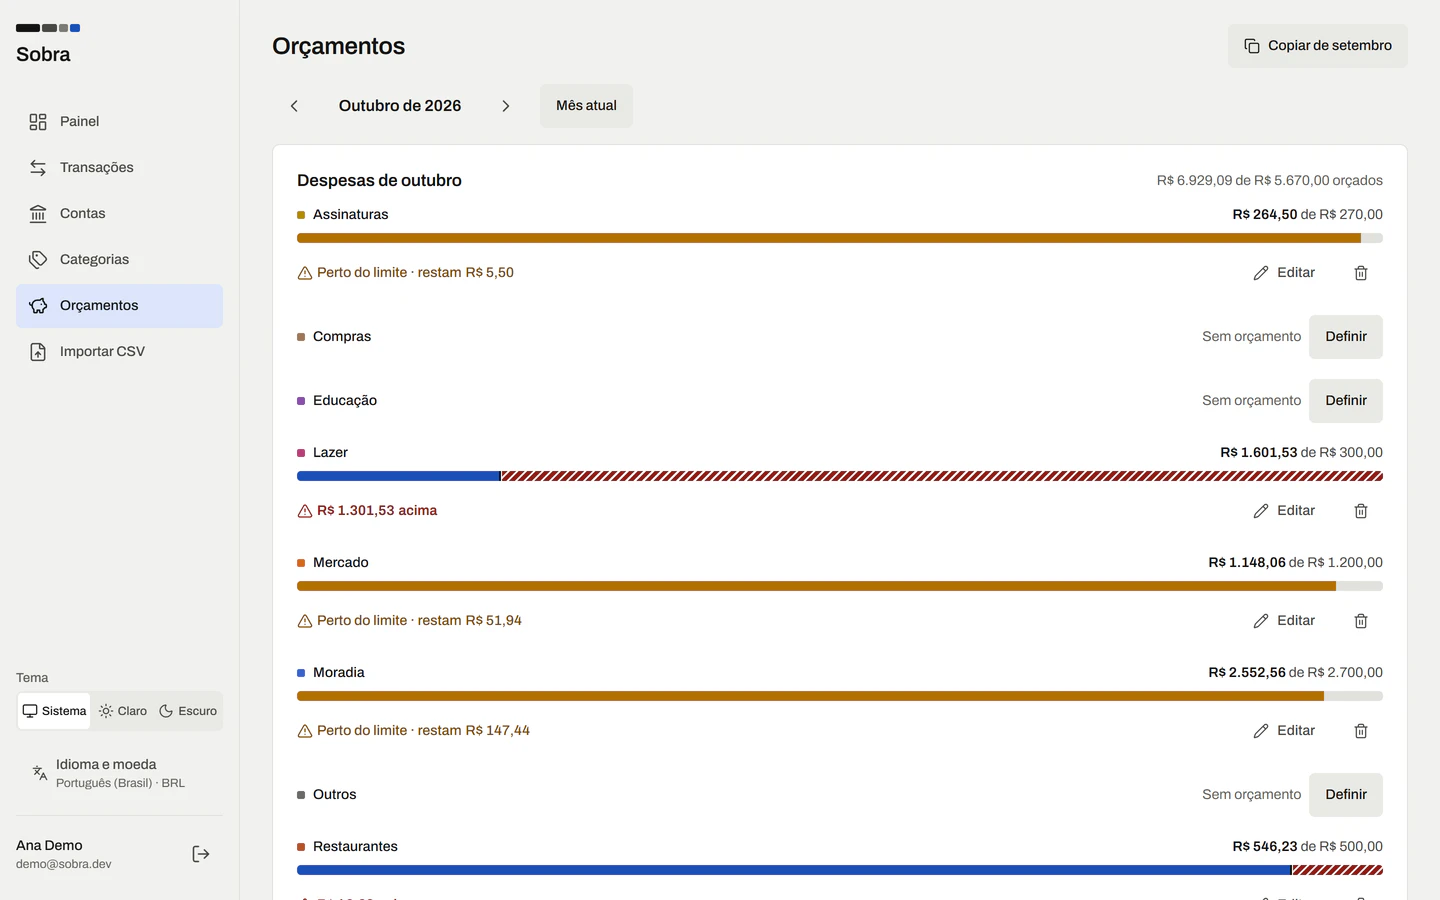 Sobra
Painel
Transações
Contas
Categorias
Orçamentos
Importar CSV
Tema
Sistema
Claro
Escuro
Idioma e moeda
Português (Brasil) · BRL
Ana Demo
demo@sobra.dev
Orçamentos
Copiar de setembro
Outubro de 2026
Mês atual
Despesas de outubro
R$ 6.929,09 de R$ 5.670,00 orçados
Assinaturas
R$ 264,50 de R$ 270,00
Perto do limite · restam R$ 5,50
Editar
Compras
Sem orçamento
Definir
Educação
Sem orçamento
Definir
Lazer
R$ 1.601,53 de R$ 300,00
R$ 1.301,53 acima
Editar
Mercado
R$ 1.148,06 de R$ 1.200,00
Perto do limite · restam R$ 51,94
Editar
Moradia
R$ 2.552,56 de R$ 2.700,00
Perto do limite · restam R$ 147,44
Editar
Outros
Sem orçamento
Definir
Restaurantes
R$ 546,23 de R$ 500,00